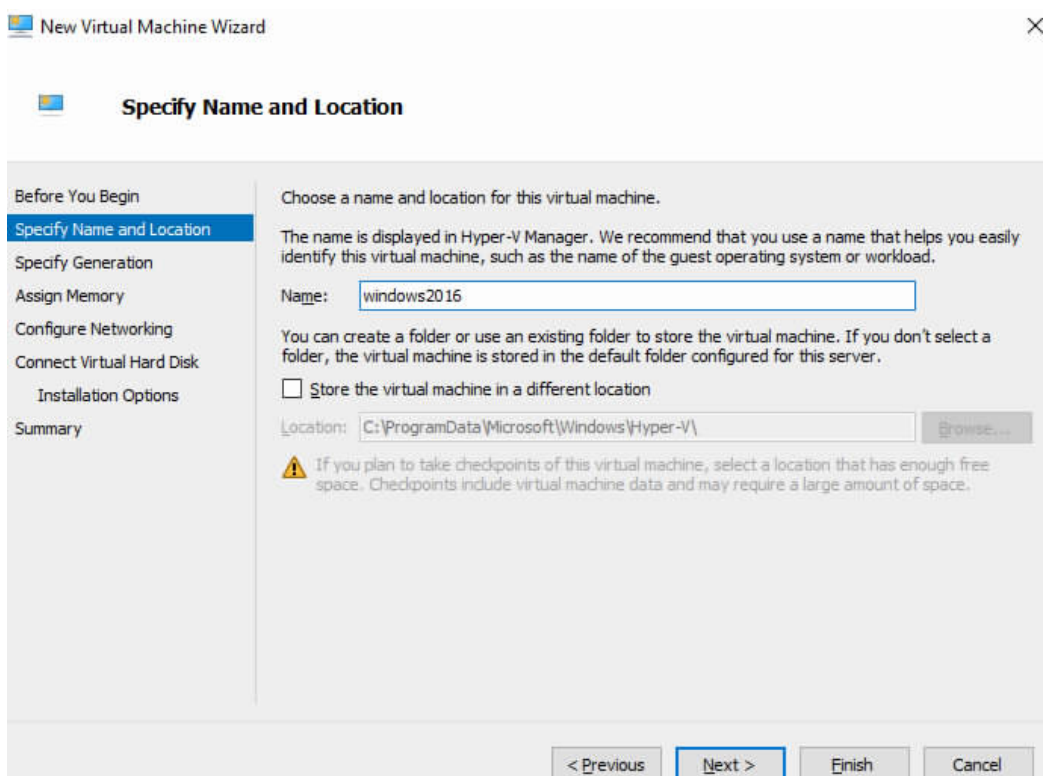 New Virtual Machine Wizard
Specify Name and Location
Before You Begin
Specify Name and Location
Specify Generation
Assign Memory
Configure Networking
Connect Virtual Hard Disk
Installation Options
Summary
Choose a name and location for this virtual machine.
The name is displayed in Hyper-V Manager. We recommend that you use a name that helps you easily
identify this virtual machine, such as the name of the guest operating system or workload.
Name: windows2016
You can create a folder or use an existing folder to store the virtual machine. If you don't select a
folder, the virtual machine is stored in the default folder configured for this server.
Store the virtual machine in a different location
Location: C:\ProgramData\Microsoft\Windows\Hyper-V\ Browse...
If you plan to take checkpoints of this virtual machine, select a location that has enough free
space. Checkpoints include virtual machine data and may require a large amount of space.
< Previous Next > Finish Cancel